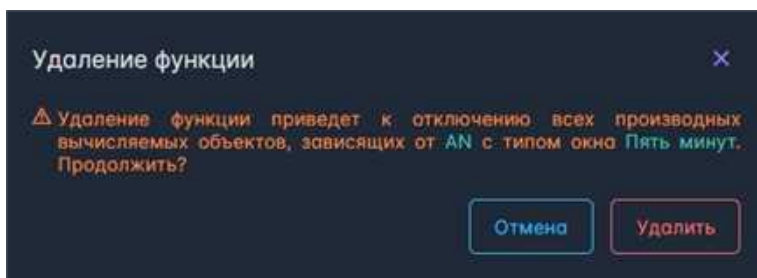 Удаление функции
Удаление функции приведет к отключению всех производных
вычисляемых объектов, зависящих от AN с типом окна Пять минут.
Продолжить?
Отмена Удалить